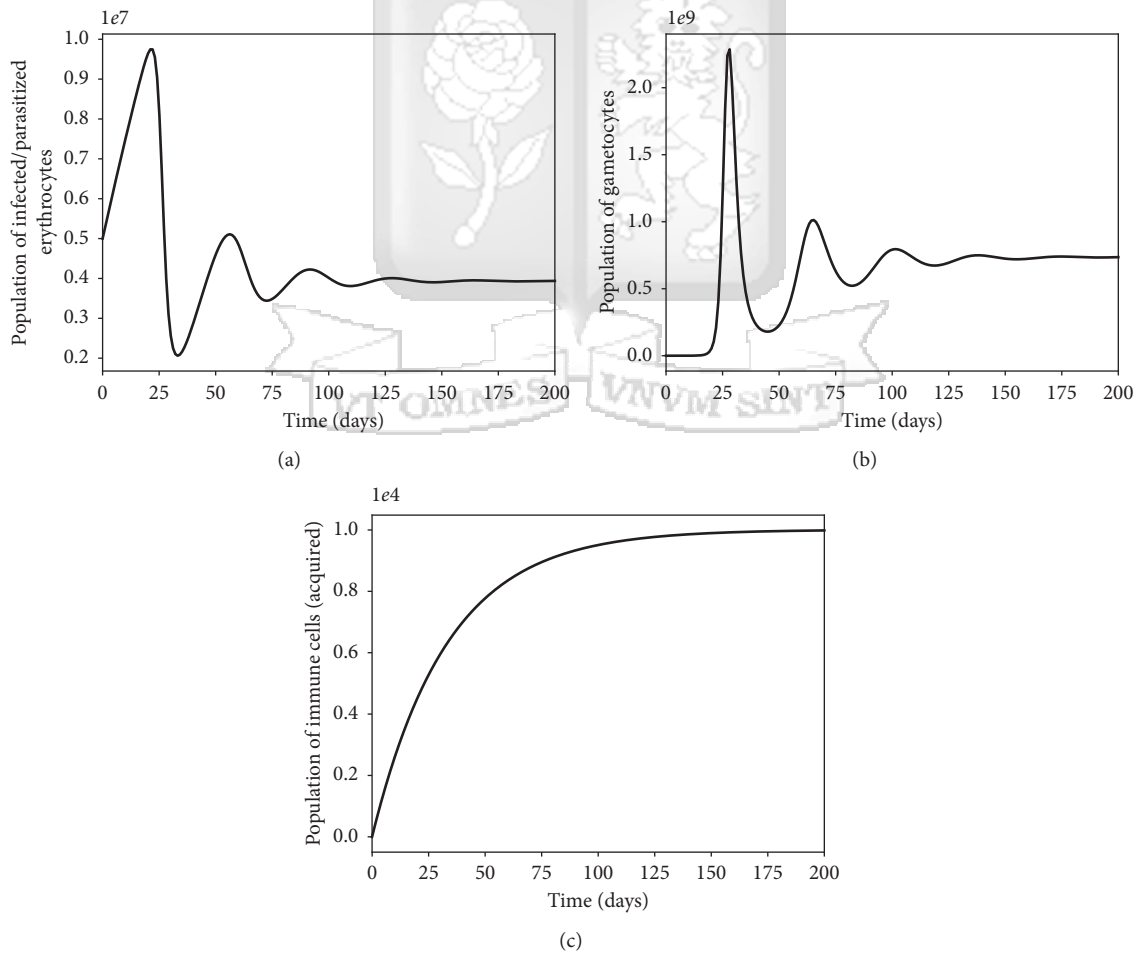 1e7
1.0
0.9
0.8
0.7
0.6
0.5
0.4
0.3
0.2
Population of infected/parasitized
erythrocytes
0 25 50 75 100 125 150 175 200
Time (days)
(a)
1e9
2.0
1.5
1.0
0.5
0.0
Population of gametocytes
0 25 50 75 100 125 150 175 200
Time (days)
(b)
VT OMNES VNVM SINT
1e4
1.0
0.8
0.6
0.4
0.2
0.0
Population of immune cells (acquired)
0 25 50 75 100 125 150 175 200
Time (days)
(c)